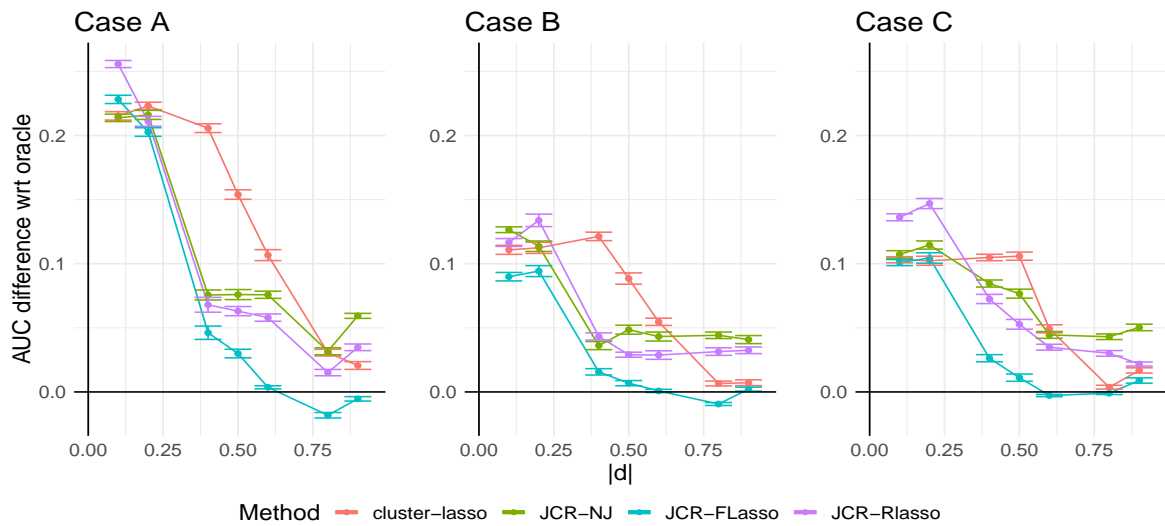 Case A
Case B
Case C
AUC difference wrt oracle
0.2
0.1
0.0
0.2
0.1
0.0
0.2
0.1
0.0
0.00 0.25 0.50 0.75
0.00 0.25 0.50 0.75
0.00 0.25 0.50 0.75
|d|
Method cluster−lasso JCR−NJ JCR−FLasso JCR−Rlasso